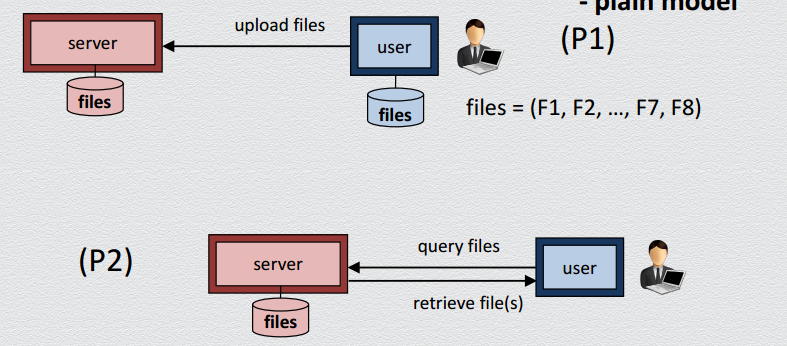 - plain model
server
upload files
user
(P1)
files
files
files = (F1, F2, ..., F7, F8)
(P2)
server
query files
user
retrieve file(s)
files